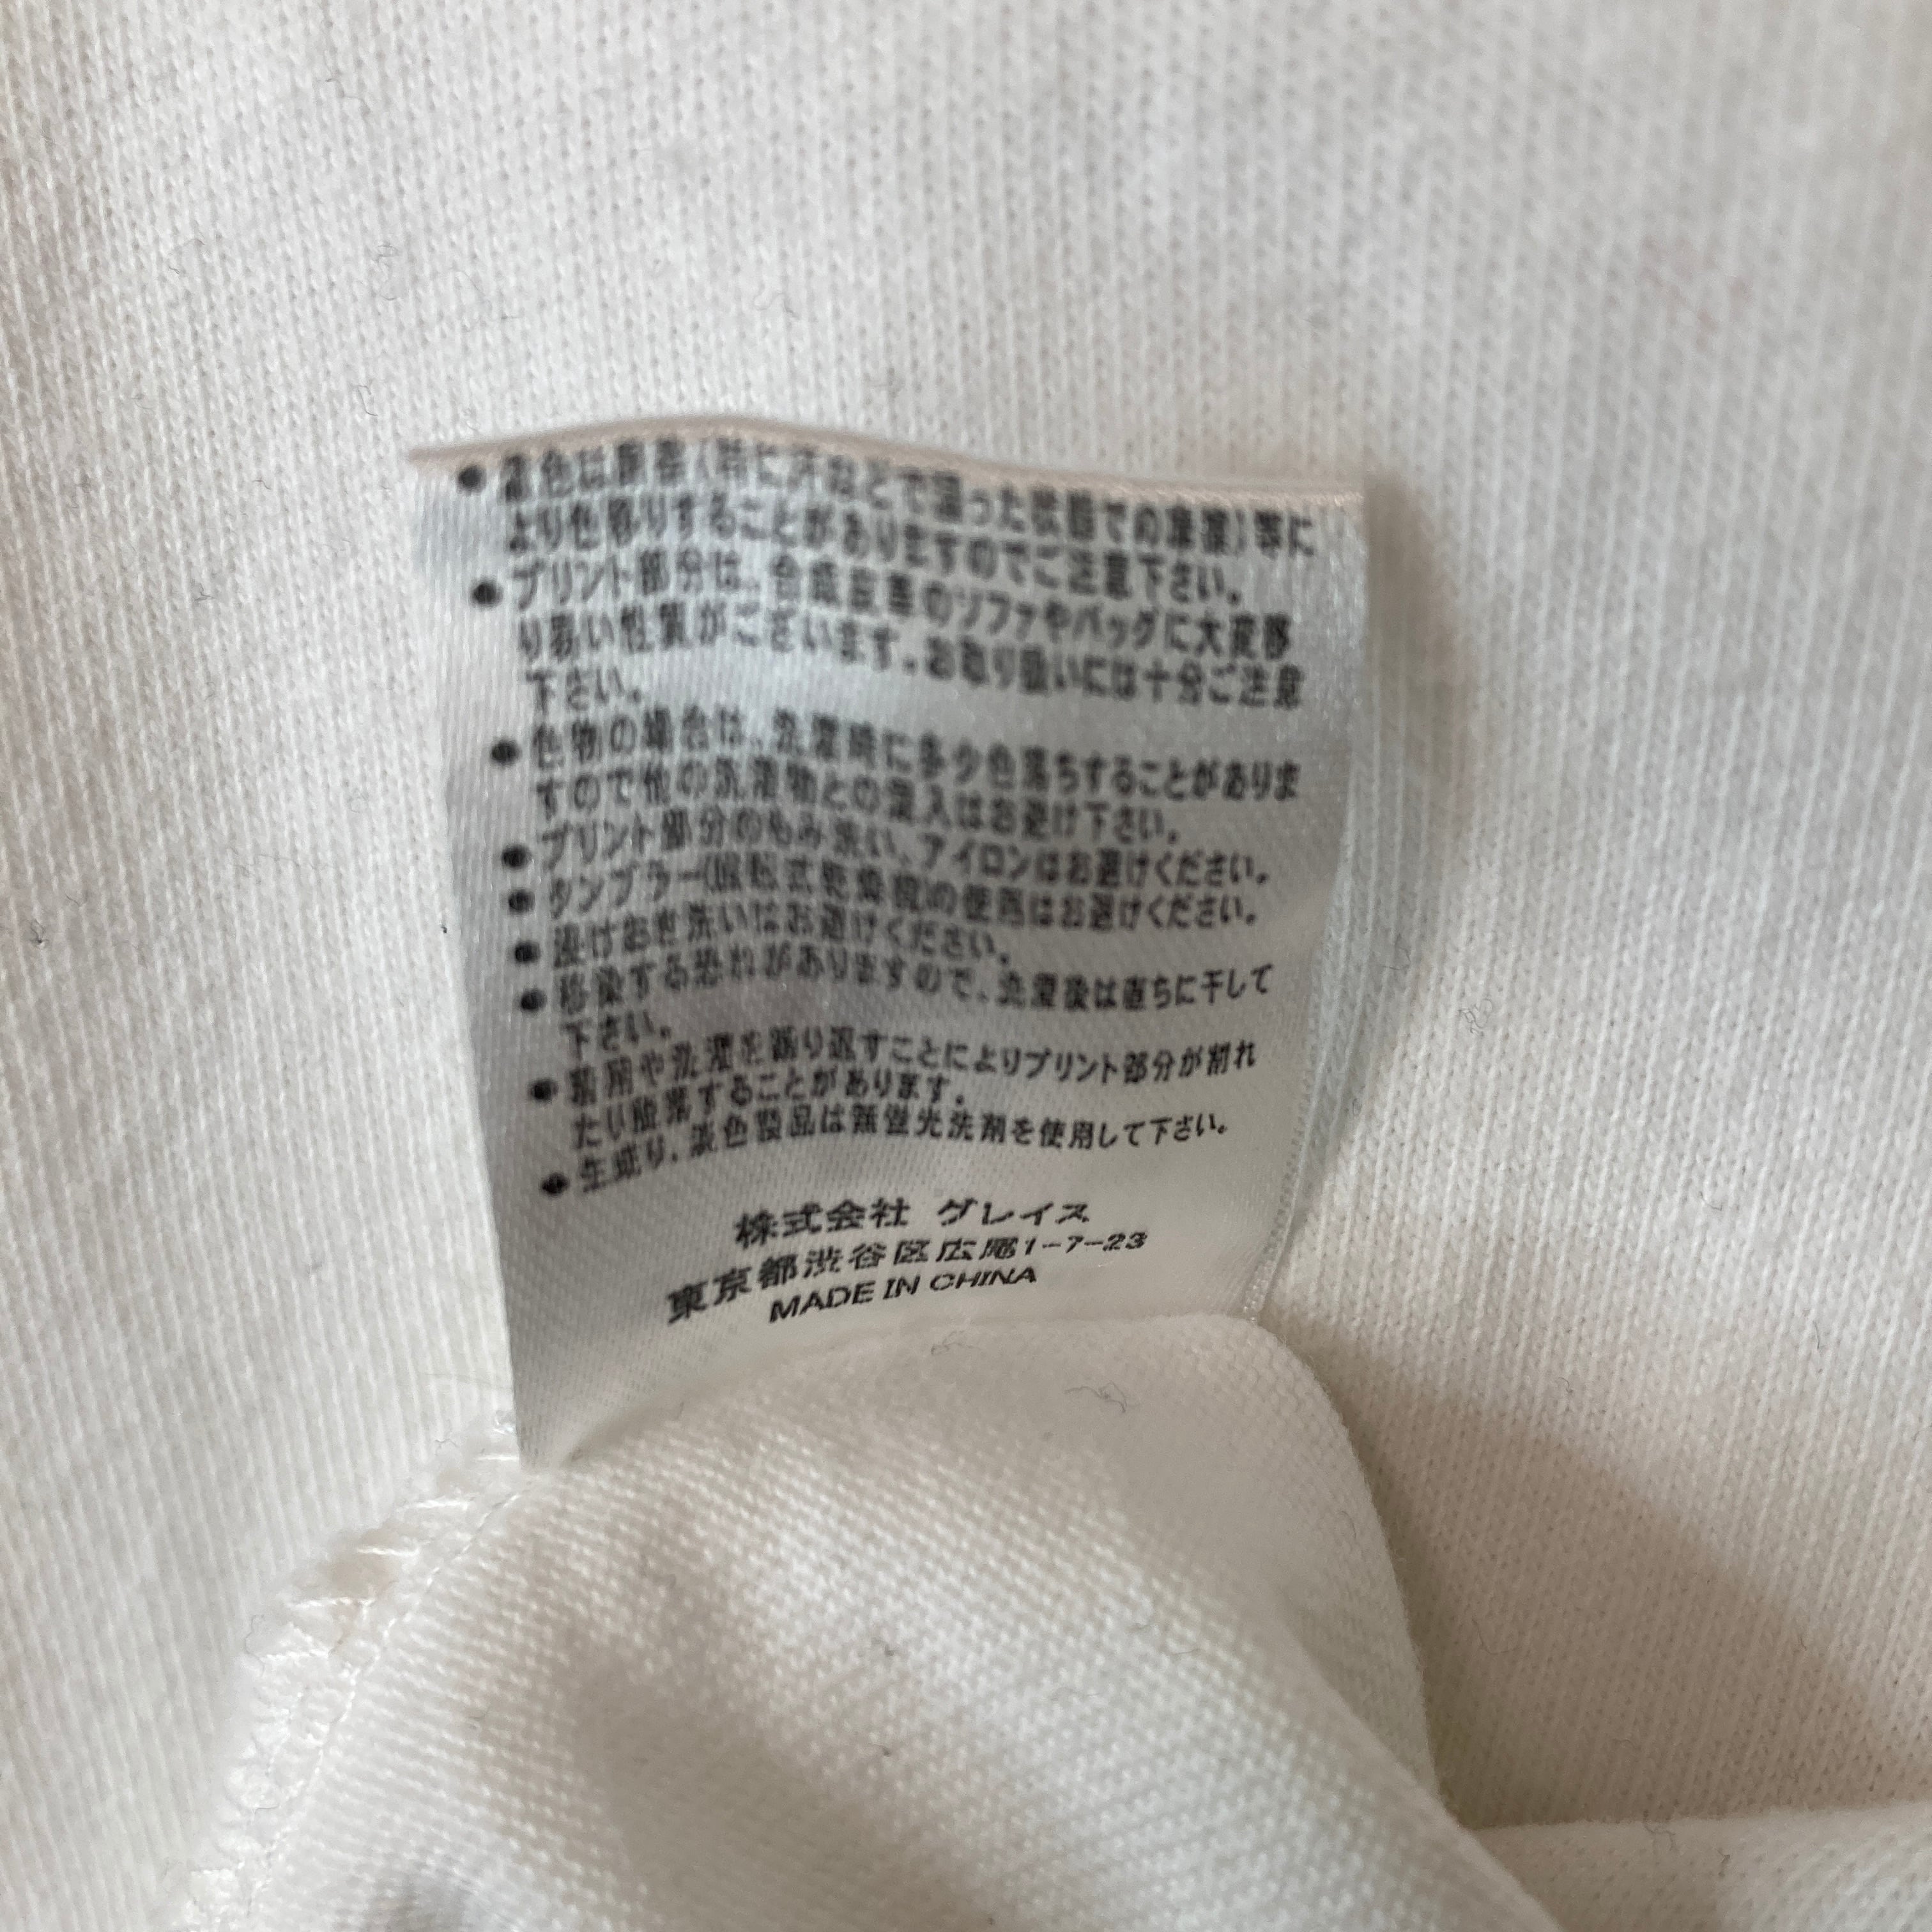 ●濃色は摩擦(特に汗などで湿った状態での摩擦)等に
より色移りすることがありますのでご注意下さい。
●プリント部分は、合成皮革のソファやバッグに大変移
り易い性質がございます。お取り扱いには十分ご注意
下さい。
●色物の場合は、洗濯時に多少色落ちすることがありま
すので他の洗濯物との混入はお避け下さい。
●プリント部分のもみ洗い、アイロンはお避けください。
●タンブラー(回転式乾燥機)の使用はお避けください。
●浸けおき洗いはお避けください。
●移染する恐れがありますので、洗濯後は直ちに干して
下さい。
●着用や洗濯を繰り返すことによりプリント部分が割れ
たり脱落することがあります。
●生成り、淡色製品は無蛍光洗剤を使用して下さい。
株式会社 グレイス
東京都渋谷区広尾1-7-23
MADE IN CHINA